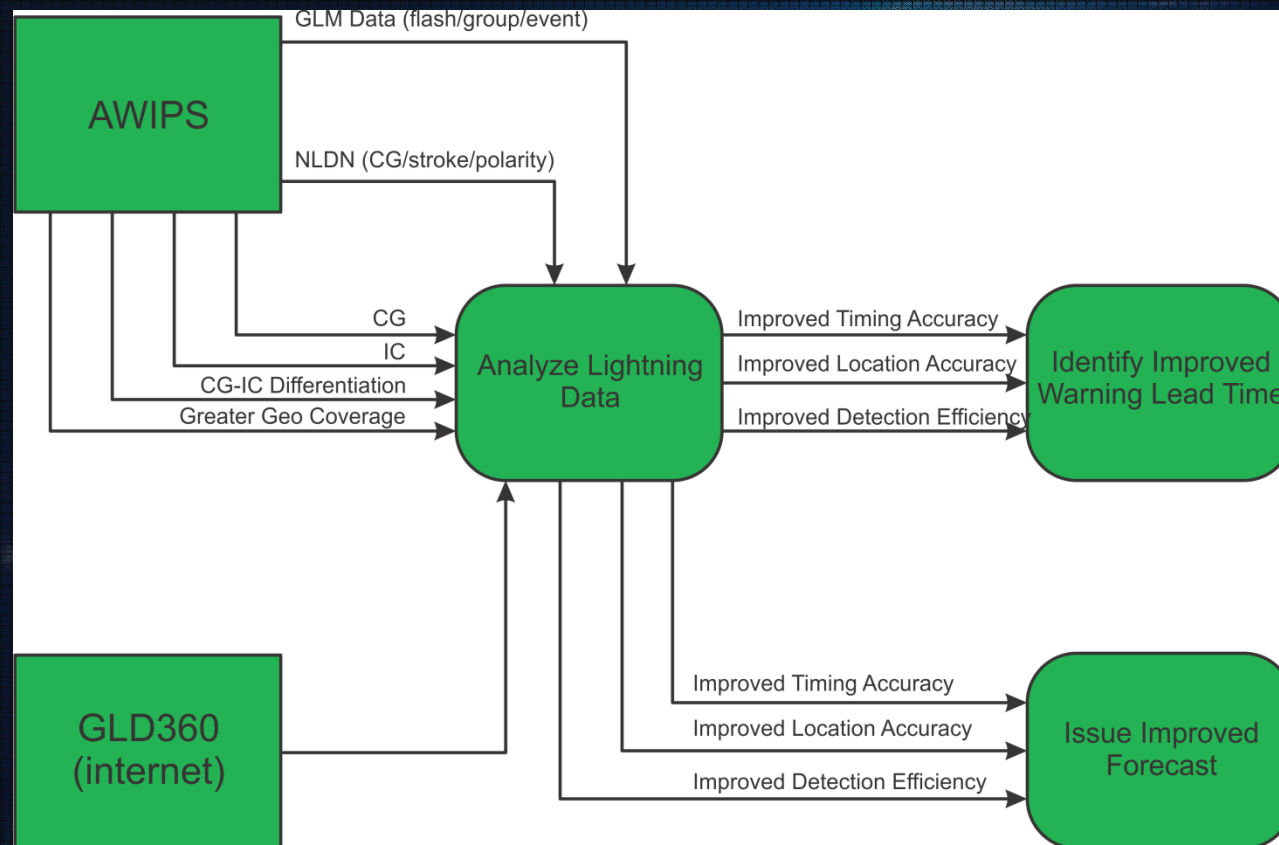 GLM Data (flash/group/event)
AWIPS
NLDN (CG/stroke/polarity)
CG
IC
CG-IC Differentiation
Greater Geo Coverage
Analyze Lightning
Data
Improved Timing Accuracy
Improved Location Accuracy
Improved Detection Efficiency
Identify Improved
Warning Lead Time
GLD360
(internet)
Improved Timing Accuracy
Improved Location Accuracy
Improved Detection Efficiency
Issue Improved
Forecast